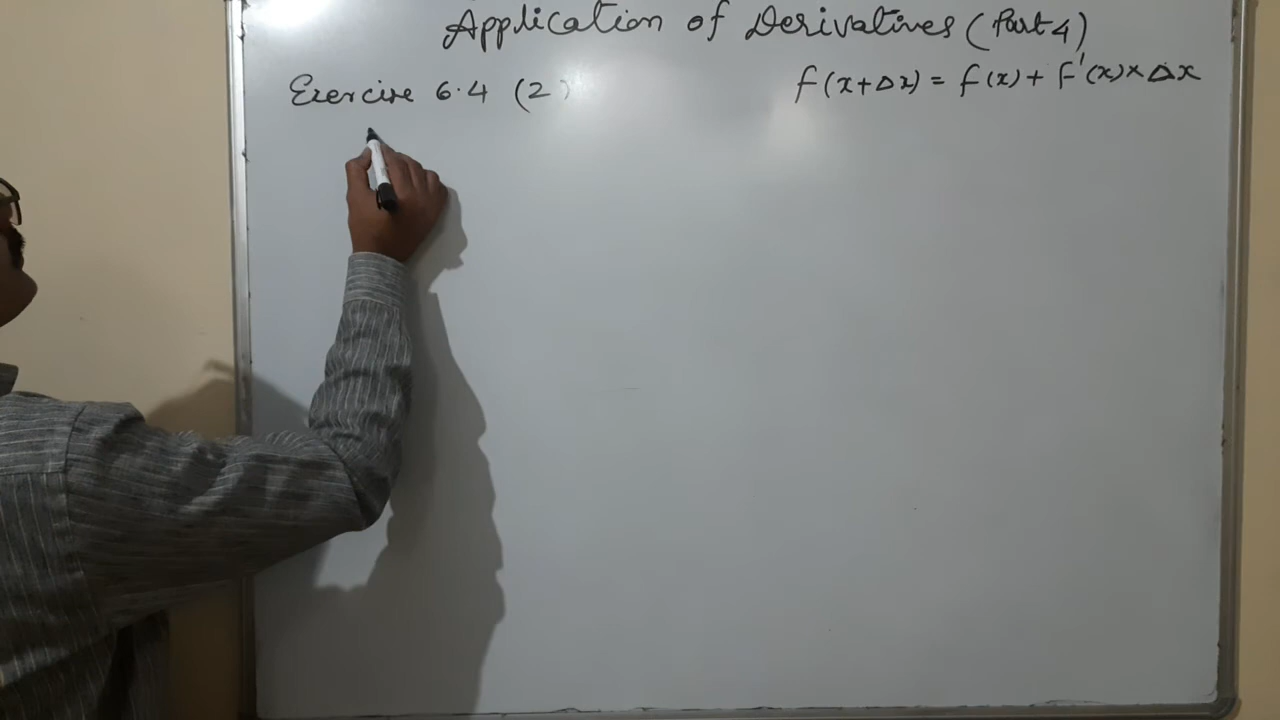 Application of Derivatives (Part 4)
Exercise 6.4 (2)
f(x+Δx) = f(x) + f'(x)×Δx